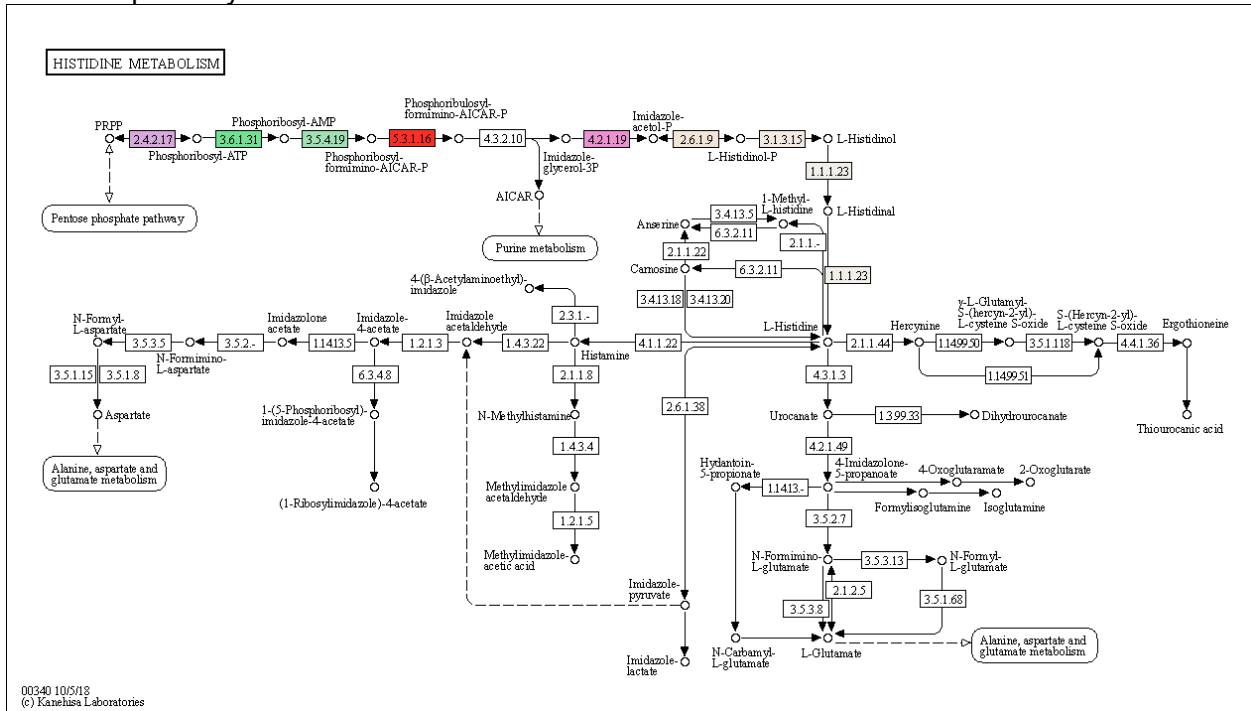 HISTIDINE METABOLISM
Phosphoribulosyl-
formimino-AICAR-P
Phosphoribosyl-AMP
Imidazole-
acetol-P
PRPP
2.4.2.17
3.6.1.31
3.5.4.19
5.3.1.16
4.3.2.10
4.2.1.19
2.6.1.9
3.1.3.15
L-Histidinol
Phosphoribosyl-ATP
Phosphoribosyl-
formimino-AICAR-P
Imidazole-
glycerol-3P
L-Histidinol-P
1.1.1.23
AICAR
Pentose phosphate pathway
Purine metabolism
1-Methyl-
L-histidine
L-Histidinal
Anserine
3.4.13.5
6.3.2.11
2.1.1.-
2.1.1.22
Carnosine
6.3.2.11
1.1.1.23
4-(β-Acetylaminoethyl)-
imidazole
3.4.13.18
3.4.13.20
2.3.1.-
N-Formyl-
L-aspartate
Imidazolone
acetate
Imidazole-
4-acetate
Imidazole
acetaldehyde
L-Histidine
Hercynine
γ-L-Glutamyl-
S-(hercyn-2-yl)-
L-cysteine S-oxide
S-(Hercyn-2-yl)-
L-cysteine S-oxide
Ergothioneine
3.5.3.5
3.5.2.-
1.14.13.5
1.2.1.3
1.4.3.22
4.1.1.22
2.1.1.44
1.14.99.50
3.5.1.118
4.4.1.36
N-Formimino-
L-aspartate
Histamine
3.5.1.15
3.5.1.8
6.3.4.8
2.1.1.8
4.3.1.3
1.14.99.51
Aspartate
1-(5-Phosphoribosyl)-
imidazole-4-acetate
N-Methylhistamine
2.6.1.38
Urocanate
1.3.99.33
Dihydrourocanate
Thiourocanic acid
Alanine, aspartate and
glutamate metabolism
1.4.3.4
4.2.1.49
Hydantoin-
5-propionate
4-Imidazolone-
5-propanoate
4-Oxoglutaramate
2-Oxoglutarate
(1-Ribosylimidazole)-4-acetate
Methylimidazole
acetaldehyde
1.14.13.-
Formylisoglutamine
Isoglutamine
1.2.1.5
3.5.2.7
Methylimidazole-
acetic acid
N-Formimino-
L-glutamate
3.5.3.13
N-Formyl-
L-glutamate
2.1.2.5
3.5.3.8
3.5.1.68
Imidazole-
pyruvate
Imidazole-
lactate
N-Carbamyl-
L-glutamate
L-Glutamate
Alanine, aspartate and
glutamate metabolism
00340 10/5/18
(c) Kanehisa Laboratories